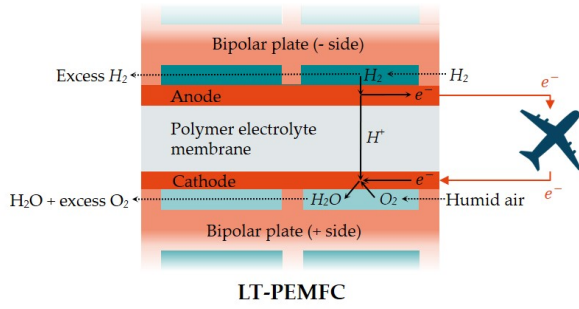 Bipolar plate (- side)
Excess H₂
H₂
H₂
Anode
e⁻
e⁻
Polymer electrolyte
membrane
H⁺
Cathode
e⁻
e⁻
H₂O + excess O₂
H₂O
O₂
Humid air
Bipolar plate (+ side)
LT-PEMFC